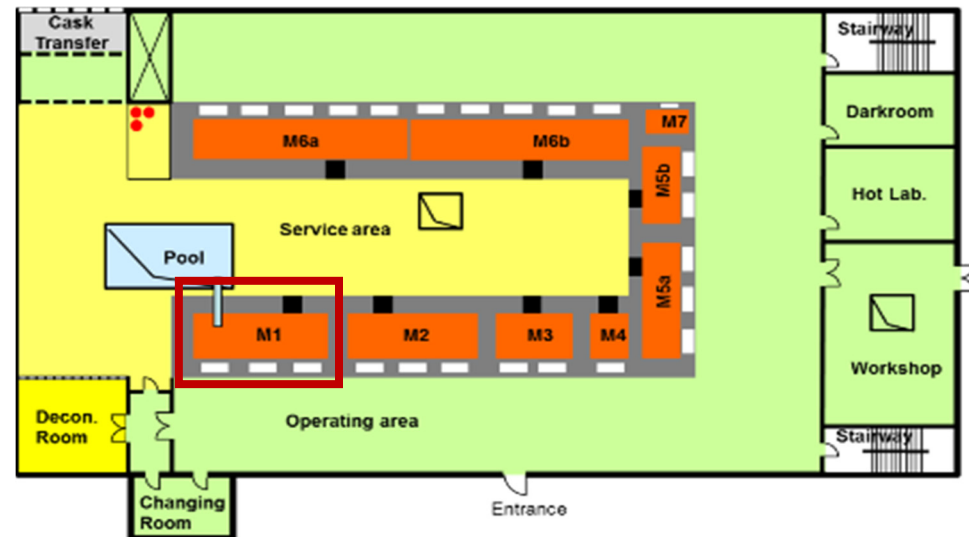 Cask
Transfer
Stairway
Darkroom
Hot Lab.
Workshop
Stairway
M6a
M6b
M7
M5b
Service area
Pool
M5a
M1
M2
M3
M4
Decon.
Room
Operating area
Changing
Room
Entrance